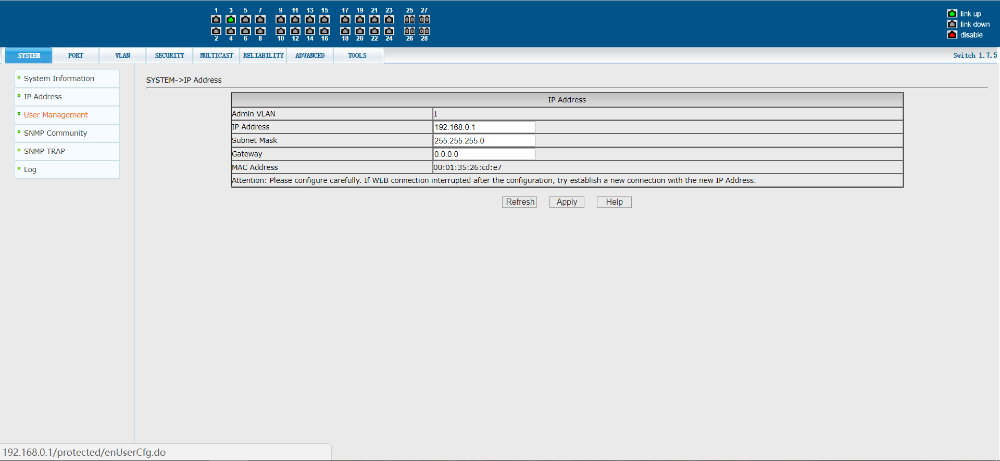 1 3 5 7 9 11 13 15 17 19 21 23 25 27
2 4 6 8 10 12 14 16 18 20 22 24 26 28
link up
link down
disable
SYSTEM PORT VLAN SECURITY MULTICAST RELIABILITY ADVANCED TOOLS Switch 1.7.5
System Information
IP Address
User Management
SNMP Community
SNMP TRAP
Log
SYSTEM->IP Address
IP Address
Admin VLAN 1
IP Address 192.168.0.1
Subnet Mask 255.255.255.0
Gateway 0.0.0.0
MAC Address 00:01:35:26:cd:e7
Attention: Please configure carefully. If WEB connection interrupted after the configuration, try establish a new connection with the new IP Address.
Refresh Apply Help
192.168.0.1/protected/enUserCfg.do